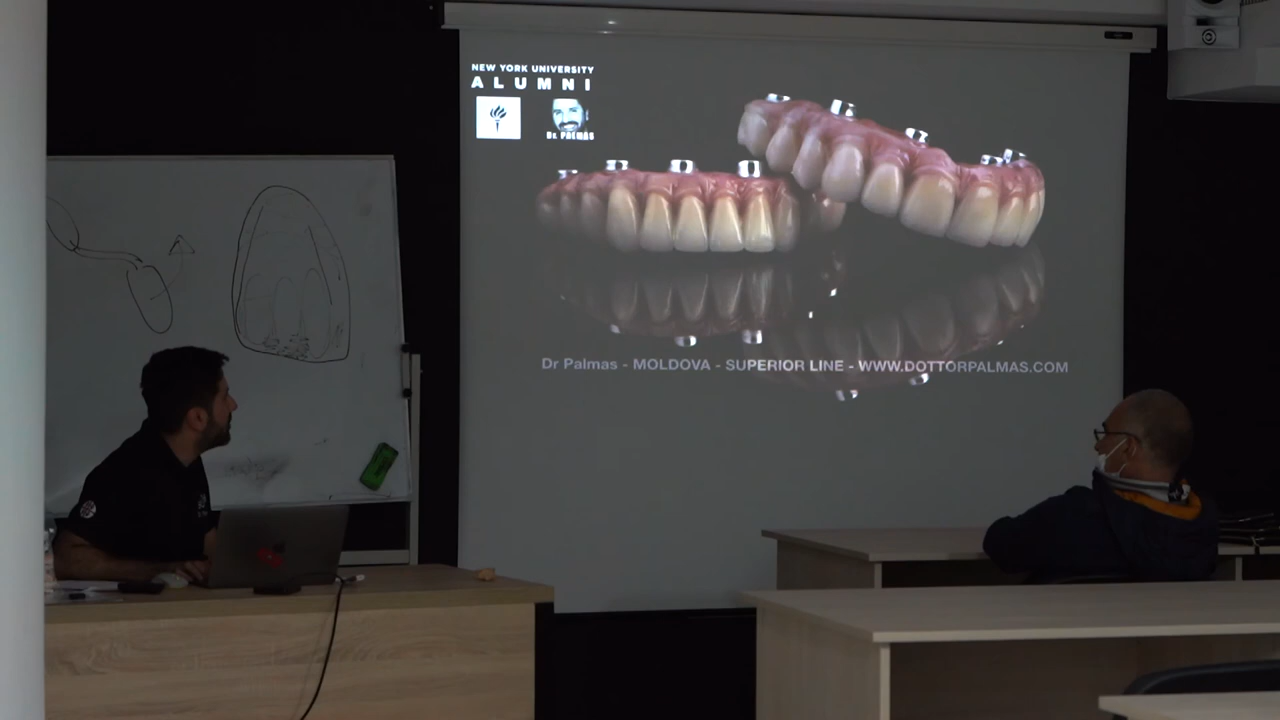 NEW YORK UNIVERSITY
ALUMNI
DR. PALMAS
Dr Palmas - MOLDOVA - SUPERIOR LINE - WWW.DOTTORPALMAS.COM